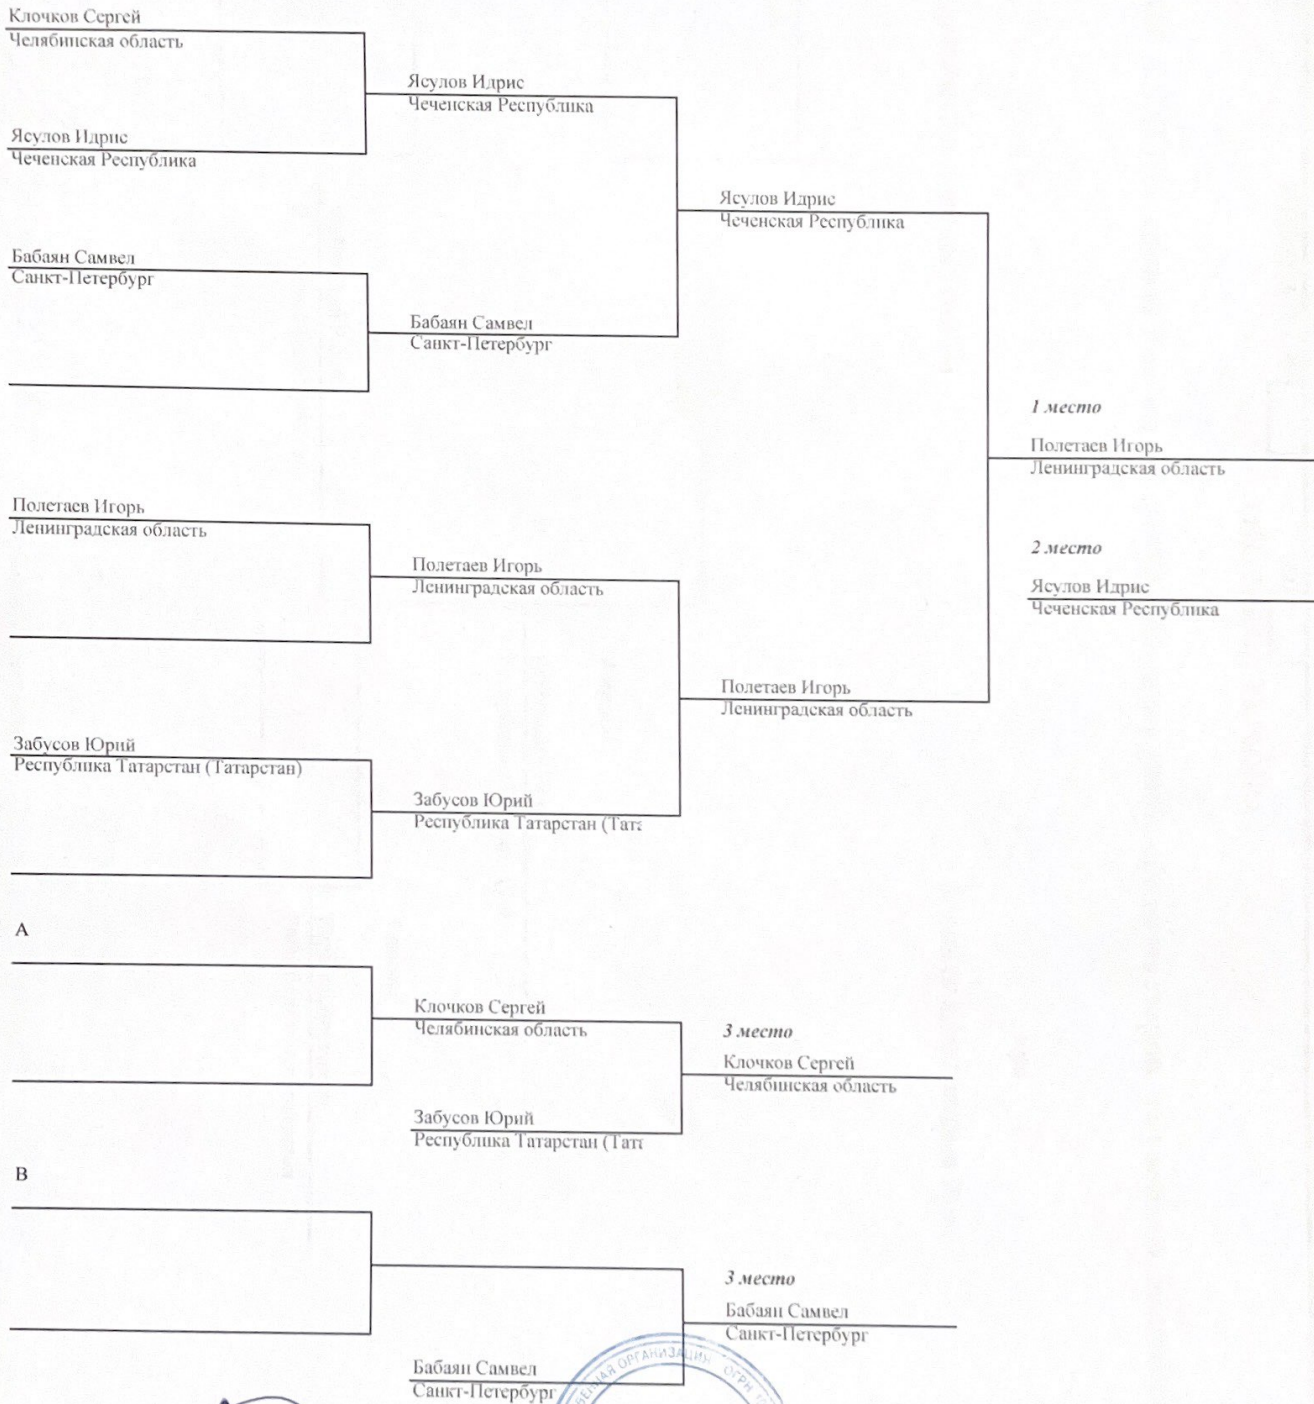 Клочков Сергей
Челябинская область
Ясулов Идрис
Чеченская Республика
Ясулов Идрис
Чеченская Республика
Ясулов Идрис
Чеченская Республика
Бабаян Самвел
Санкт-Петербург
Бабаян Самвел
Санкт-Петербург
1 место
Полетаев Игорь
Ленинградская область
Полетаев Игорь
Ленинградская область
2 место
Ясулов Идрис
Чеченская Республика
Полетаев Игорь
Ленинградская область
Полетаев Игорь
Ленинградская область
Забусов Юрий
Республика Татарстан (Татарстан)
Забусов Юрий
Республика Татарстан (Тата
А
Клочков Сергей
Челябинская область
3 место
Клочков Сергей
Челябинская область
Забусов Юрий
Республика Татарстан (Тата
В
3 место
Бабаян Самвел
Санкт-Петербург
Бабаян Самвел
Санкт-Петербург
ОРГАНИЗАЦИЯ ОГРН